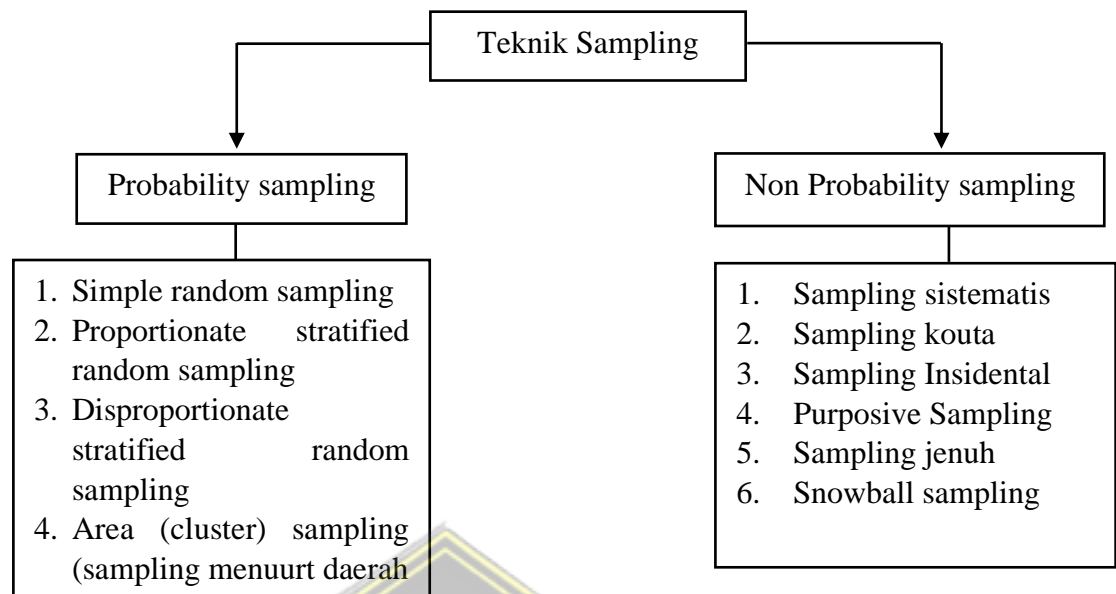 Teknik Sampling
Probability sampling
Non Probability sampling
1. Simple random sampling
2. Proportionate stratified
random sampling
3. Disproportionate
stratified random
sampling
4. Area (cluster) sampling
(sampling menuurt daerah
1. Sampling sistematis
2. Sampling kouta
3. Sampling Insidental
4. Purposive Sampling
5. Sampling jenuh
6. Snowball sampling